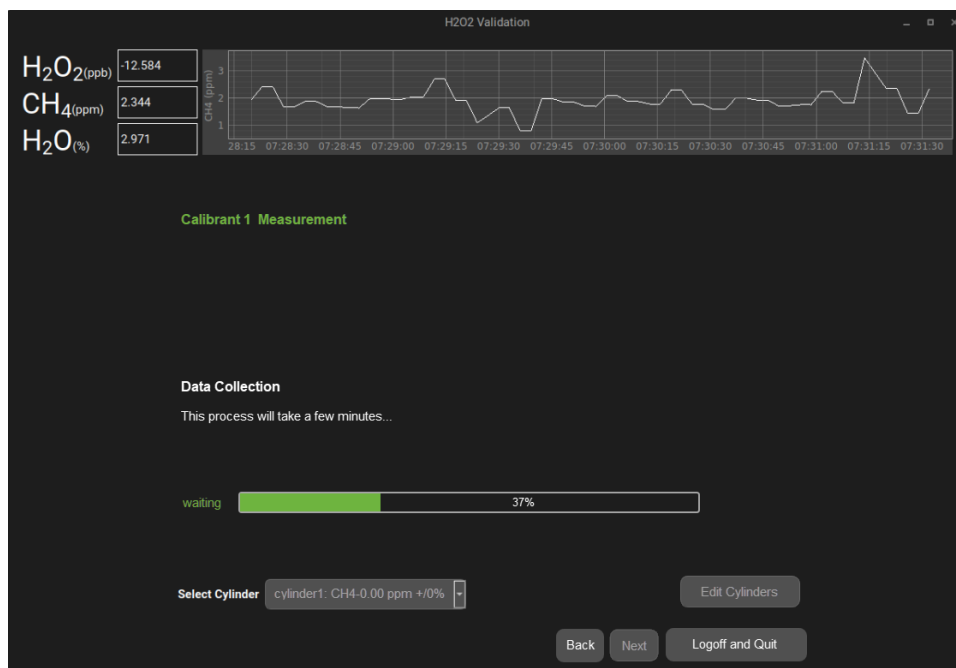 H2O2 Validation
H2O2(ppb) -12.584
CH4(ppm) 2.344
H2O(%) 2.971
CH4 (ppm)
3
2
1
28:15 07:28:30 07:28:45 07:29:00 07:29:15 07:29:30 07:29:45 07:30:00 07:30:15 07:30:30 07:30:45 07:31:00 07:31:15 07:31:30
Calibrant 1 Measurement
Data Collection
This process will take a few minutes...
waiting 37%
Select Cylinder cylinder1: CH4-0.00 ppm +/0% Edit Cylinders
Back Next Logoff and Quit